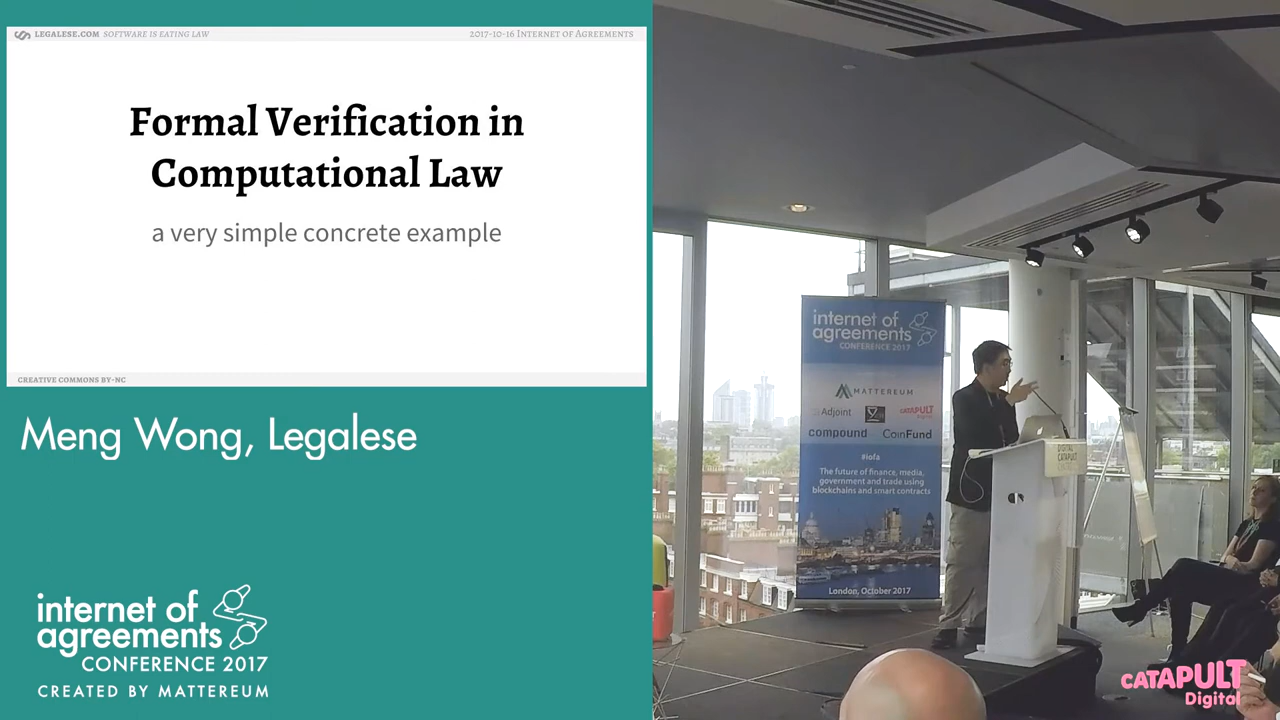 LEGALESE.COM SOFTWARE IS EATING LAW
2017-10-16 INTERNET OF AGREEMENTS
Formal Verification in
Computational Law
a very simple concrete example
CREATIVE COMMONS BY-NC
Meng Wong, Legalese
internet of
agreements
CONFERENCE 2017
CREATED BY MATTEREUM
internet of
agreements
CONFERENCE 2017
MATTEREUM
Adjoint
CATAPULT
compound
CoinFund
#iofa
The future of finance, media,
government and trade using
blockchains and smart contracts
London, October 2017
DIGITAL
CATAPULT
CATAPULT
Digital